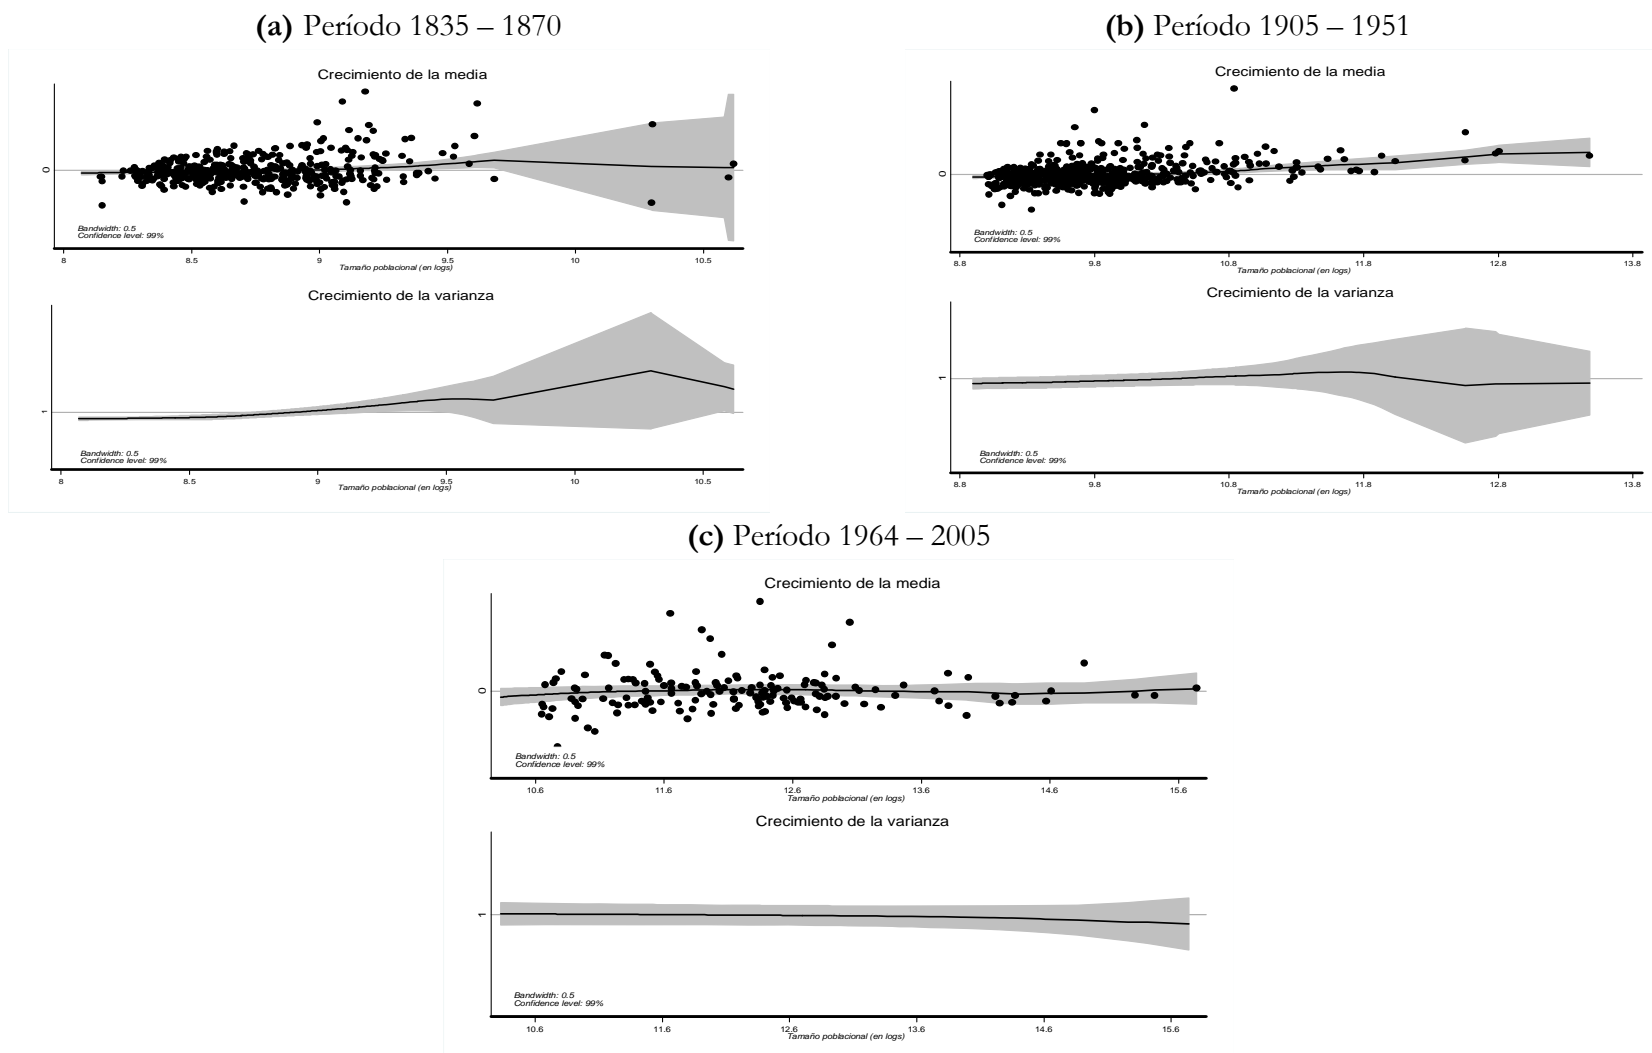 (a) Período 1835 – 1870
Crecimiento de la media
0
Bandwidth: 0.5
Confidence level: 99%
8 8.5 9 9.5 10 10.5
Tamaño poblacional (en logs)
Crecimiento de la varianza
1
Bandwidth: 0.5
Confidence level: 99%
8 8.5 9 9.5 10 10.5
Tamaño poblacional (en logs)
(b) Período 1905 – 1951
Crecimiento de la media
0
Bandwidth: 0.5
Confidence level: 99%
8.8 9.8 10.8 11.8 12.8 13.8
Tamaño poblacional (en logs)
Crecimiento de la varianza
1
Bandwidth: 0.5
Confidence level: 99%
8.8 9.8 10.8 11.8 12.8 13.8
Tamaño poblacional (en logs)
(c) Período 1964 – 2005
Crecimiento de la media
0
Bandwidth: 0.5
Confidence level: 99%
10.6 11.6 12.6 13.6 14.6 15.6
Tamaño poblacional (en logs)
Crecimiento de la varianza
1
Bandwidth: 0.5
Confidence level: 99%
10.6 11.6 12.6 13.6 14.6 15.6
Tamaño poblacional (en logs)